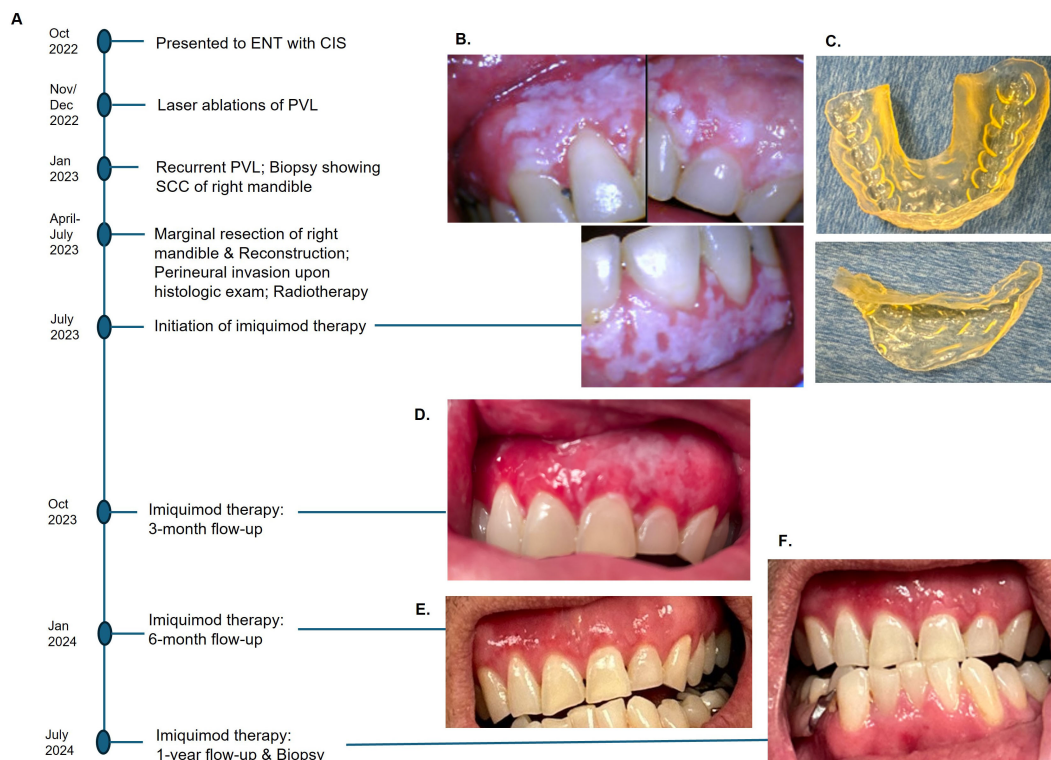 A
B.
C.
Oct
2022
Presented to ENT with CIS
Nov/
Dec
2022
Laser ablations of PVL
Jan
2023
Recurrent PVL; Biopsy showing
SCC of right mandible
April-
July
2023
Marginal resection of right
mandible & Reconstruction;
Perineural invasion upon
histologic exam; Radiotherapy
July
2023
Initiation of imiquimod therapy
D.
Oct
2023
Imiquimod therapy:
3-month flow-up
F.
E.
Jan
2024
Imiquimod therapy:
6-month flow-up
July
2024
Imiquimod therapy:
1-year flow-up & Biopsy